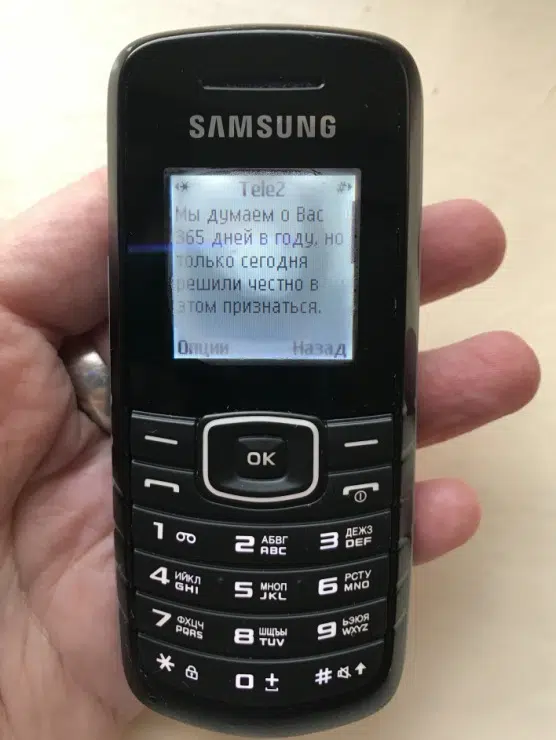 SAMSUNG
Tele2
Мы думаем о Вас
365 дней в году, но
только сегодня
решили честно в
этом признаться.
Опции Назад
OK
1 2 АБВГ ABC 3 ДЕЖЗ DEF
4 ИЙКЛ GHI 5 МНОП JKL 6 РСТУ MNO
7 ФХЦЧ PQRS 8 ШЩЪЫ TUV 9 ЬЭЮЯ WXYZ
* 0 + #